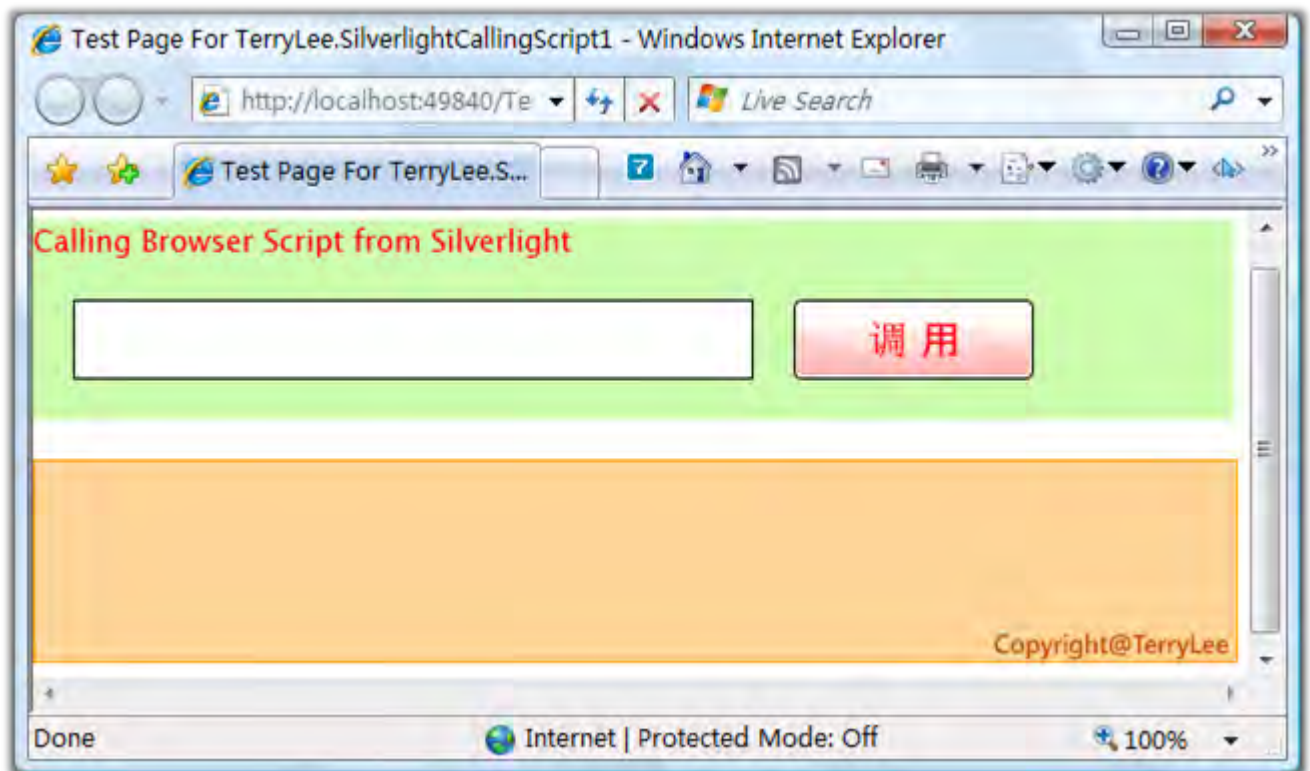 Test Page For TerryLee.SilverlightCallingScript1 - Windows Internet Explorer
http://localhost:49840/Te
Live Search
Test Page For TerryLee.S...
Calling Browser Script from Silverlight
调 用
Copyright@TerryLee
Done
Internet | Protected Mode: Off
100%